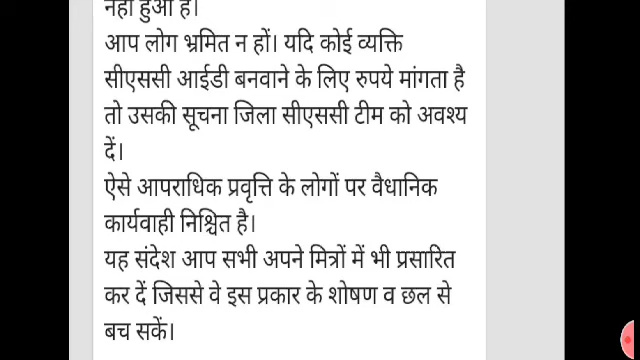 नहीं हुआ है।
आप लोग भ्रमित न हों। यदि कोई व्यक्ति
सीएससी आईडी बनवाने के लिए रुपये मांगता है
तो उसकी सूचना जिला सीएससी टीम को अवश्य
दें।
ऐसे आपराधिक प्रवृत्ति के लोगों पर वैधानिक
कार्यवाही निश्चित है।
यह संदेश आप सभी अपने मित्रों में भी प्रसारित
कर दें जिससे वे इस प्रकार के शोषण व छल से
बच सकें।